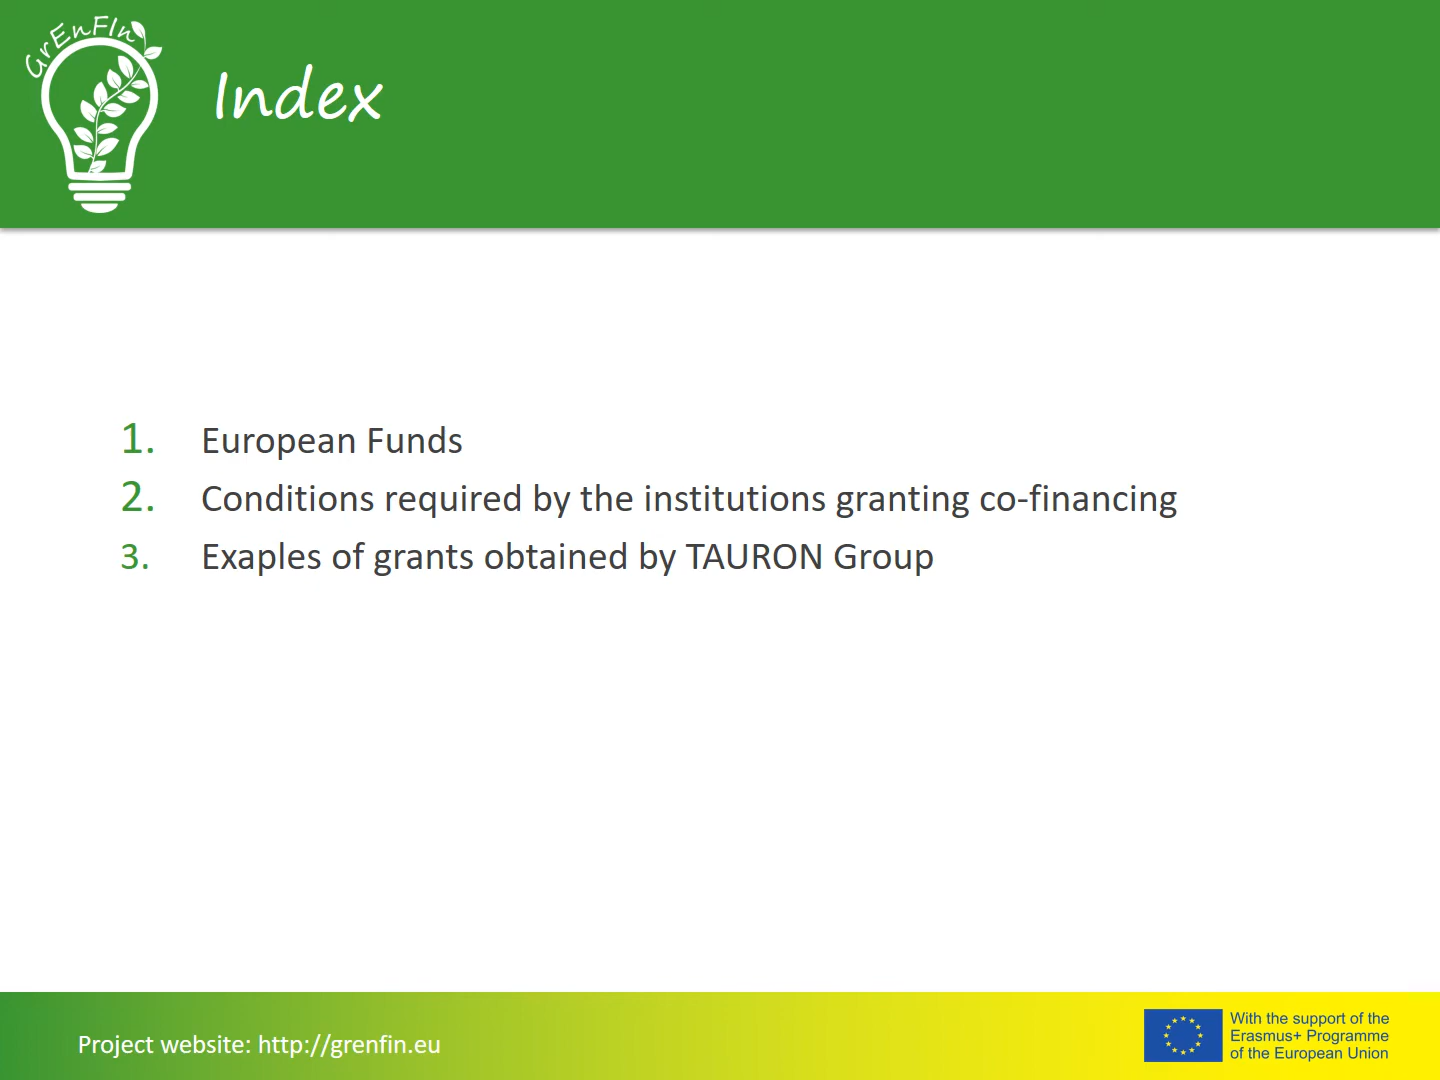 GrEnFIn
Index
1. European Funds
2. Conditions required by the institutions granting co-financing
3. Exaples of grants obtained by TAURON Group
Project website: http://grenfin.eu
With the support of the
Erasmus+ Programme
of the European Union